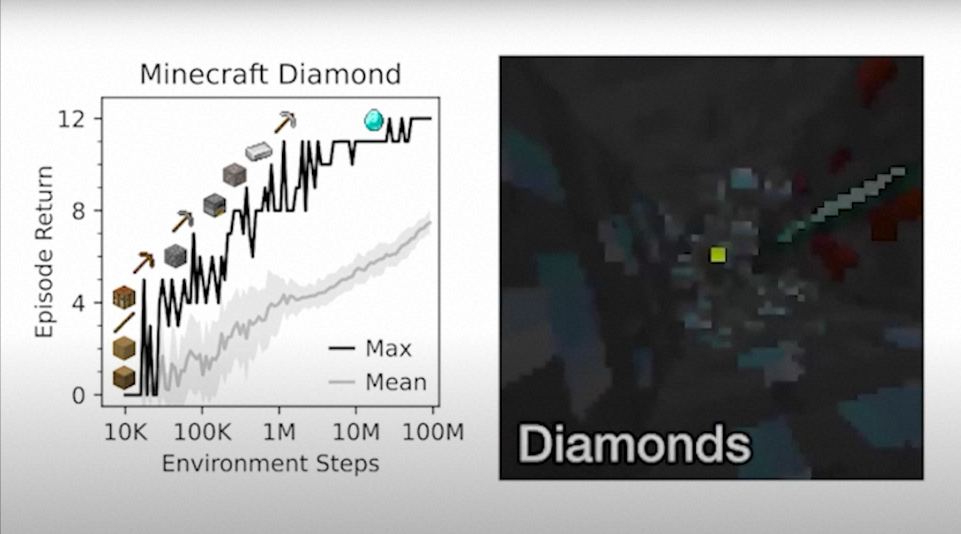 Minecraft Diamond
12
8
4
0
Episode Return
Max
Mean
10K 100K 1M 10M 100M
Environment Steps
Diamonds